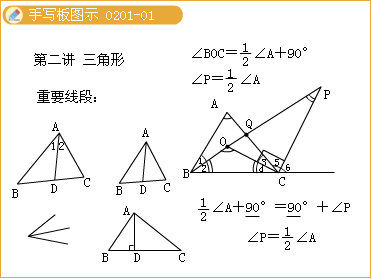 手写板图示 0201-01
第二讲 三角形
重要线段：
∠BOC=1/2∠A+90°
∠P=1/2∠A
A
1 2
B D C
A
B D C
A
B D C
P
A
Q
O
1 2
4 3 5 6
B C
1/2∠A+90°=90°+∠P
∠P=1/2∠A